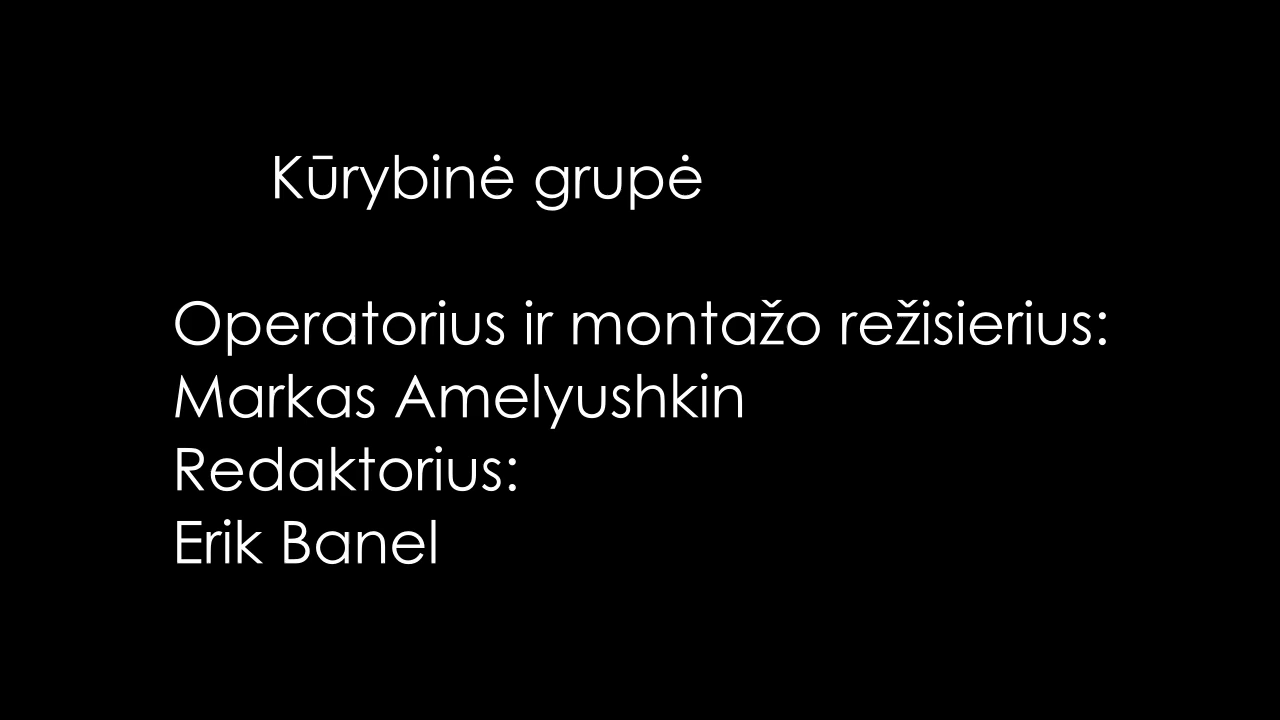 Kūrybinė grupė
Operatorius ir montažo režisierius:
Markas Amelyushkin
Redaktorius:
Erik Banel